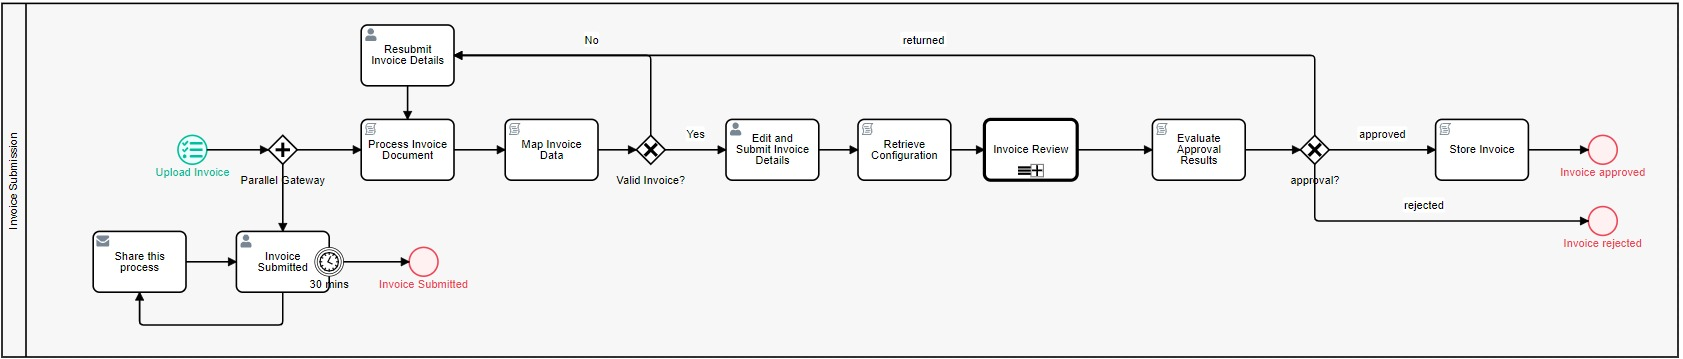 Invoice Submission
No
returned
Resubmit
Invoice Details
Upload Invoice
Parallel Gateway
Process Invoice
Document
Map Invoice
Data
Valid Invoice?
Yes
Edit and
Submit Invoice
Details
Retrieve
Configuration
Invoice Review
Evaluate
Approval
Results
approval?
approved
Store Invoice
Invoice approved
rejected
Invoice rejected
Share this
process
Invoice
Submitted
30 mins
Invoice Submitted